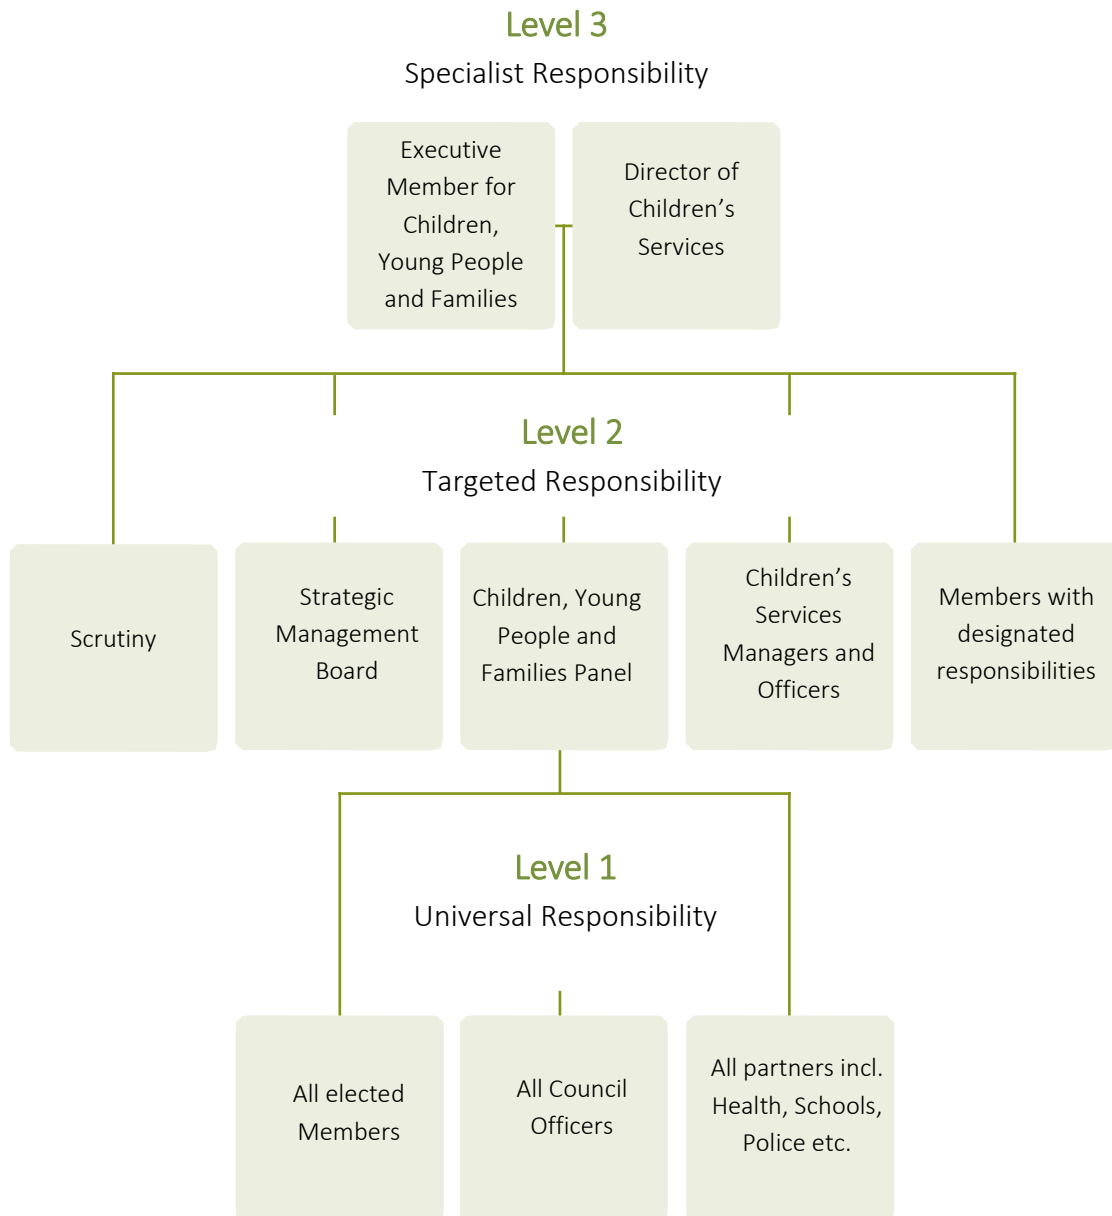 Level 3
Specialist Responsibility
Executive
Member for
Children,
Young People
and Families
Director of
Children’s
Services
Level 2
Targeted Responsibility
Scrutiny
Strategic
Management
Board
Children, Young
People and
Families Panel
Children’s
Services
Managers and
Officers
Members with
designated
responsibilities
Level 1
Universal Responsibility
All elected
Members
All Council
Officers
All partners incl.
Health, Schools,
Police etc.